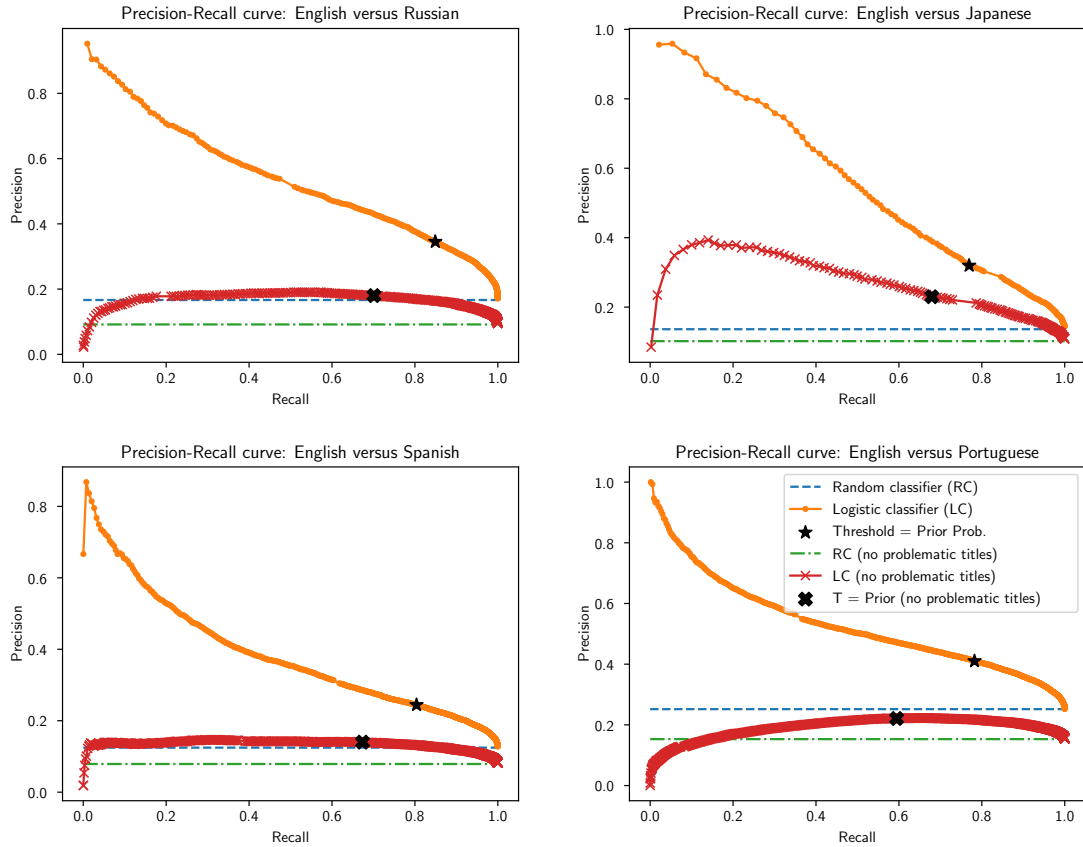 Precision-Recall curve: English versus Russian
Precision
0.8
0.6
0.4
0.2
0.0
0.0 0.2 0.4 0.6 0.8 1.0
Recall
Precision-Recall curve: English versus Japanese
Precision
1.0
0.8
0.6
0.4
0.2
0.0 0.2 0.4 0.6 0.8 1.0
Recall
Precision-Recall curve: English versus Spanish
Precision
0.8
0.6
0.4
0.2
0.0
0.0 0.2 0.4 0.6 0.8 1.0
Recall
Precision-Recall curve: English versus Portuguese
Precision
1.0
0.8
0.6
0.4
0.2
0.0
Random classifier (RC)
Logistic classifier (LC)
Threshold = Prior Prob.
RC (no problematic titles)
LC (no problematic titles)
T = Prior (no problematic titles)
0.0 0.2 0.4 0.6 0.8 1.0
Recall